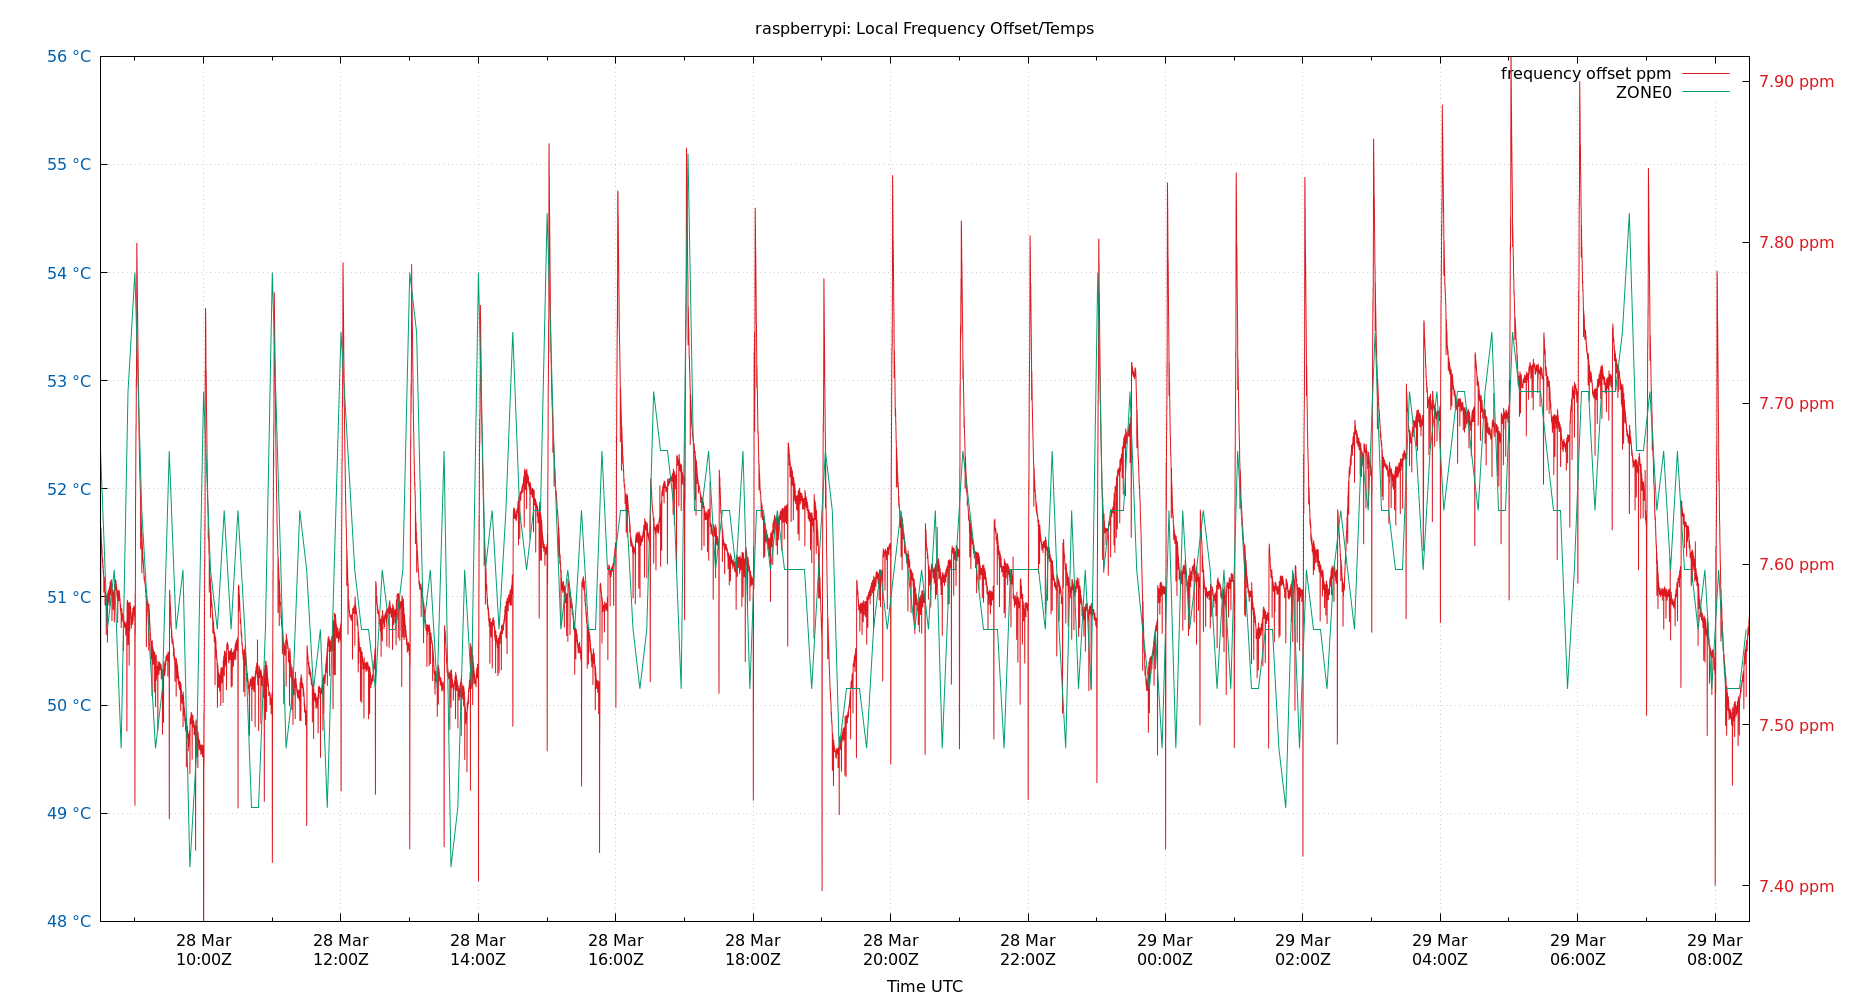 raspberrypi: Local Frequency Offset/Temps
56 °C
55 °C
54 °C
53 °C
52 °C
51 °C
50 °C
49 °C
48 °C
frequency offset ppm
ZONE0
7.90 ppm
7.80 ppm
7.70 ppm
7.60 ppm
7.50 ppm
7.40 ppm
28 Mar 28 Mar 28 Mar 28 Mar 28 Mar 28 Mar 28 Mar 29 Mar 29 Mar 29 Mar 29 Mar 29 Mar
10:00Z 12:00Z 14:00Z 16:00Z 18:00Z 20:00Z 22:00Z 00:00Z 02:00Z 04:00Z 06:00Z 08:00Z
Time UTC